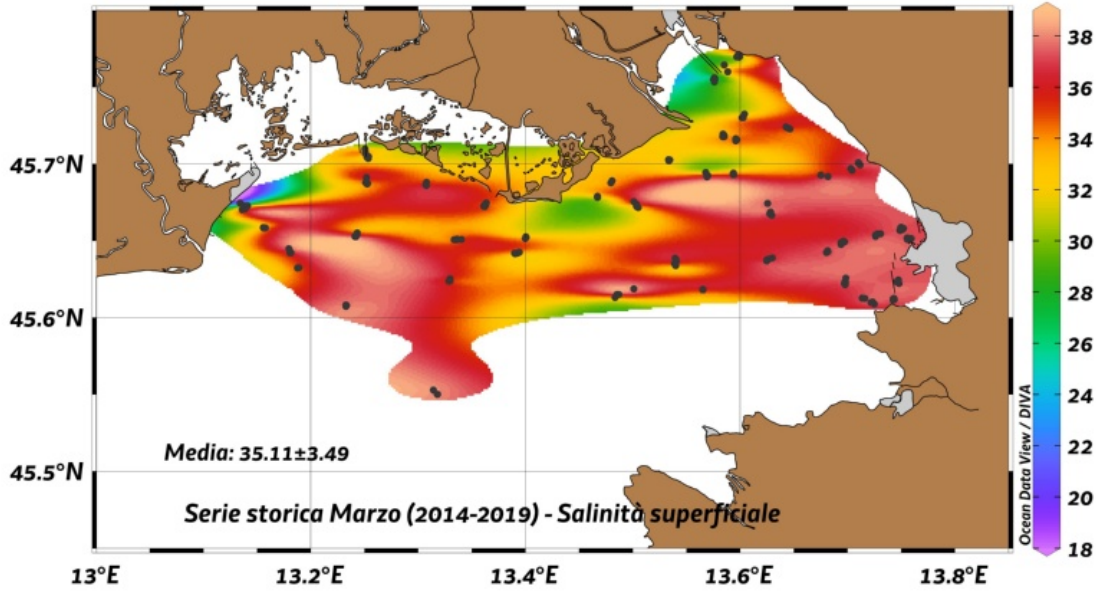 45.7°N
45.6°N
45.5°N
13°E
13.2°E
13.4°E
13.6°E
13.8°E
Media: 35.11±3.49
Serie storica Marzo (2014-2019) - Salinità superficiale
Ocean Data View / DIVA
38
36
34
32
30
28
26
24
22
20
18